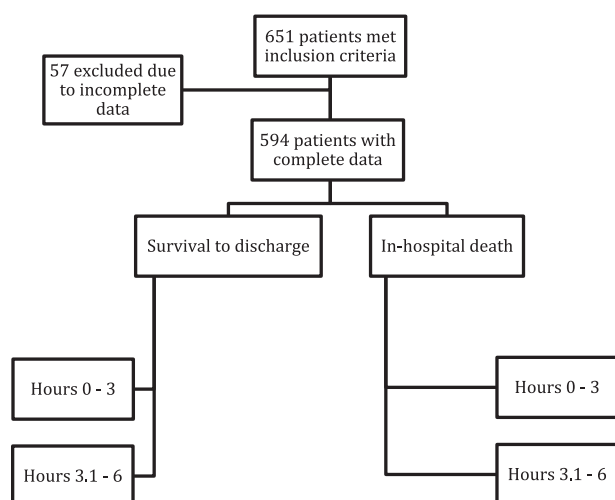 651 patients met
inclusion criteria
57 excluded due
to incomplete
data
594 patients with
complete data
Survival to discharge
In-hospital death
Hours 0 - 3
Hours 0 - 3
Hours 3.1 - 6
Hours 3.1 - 6